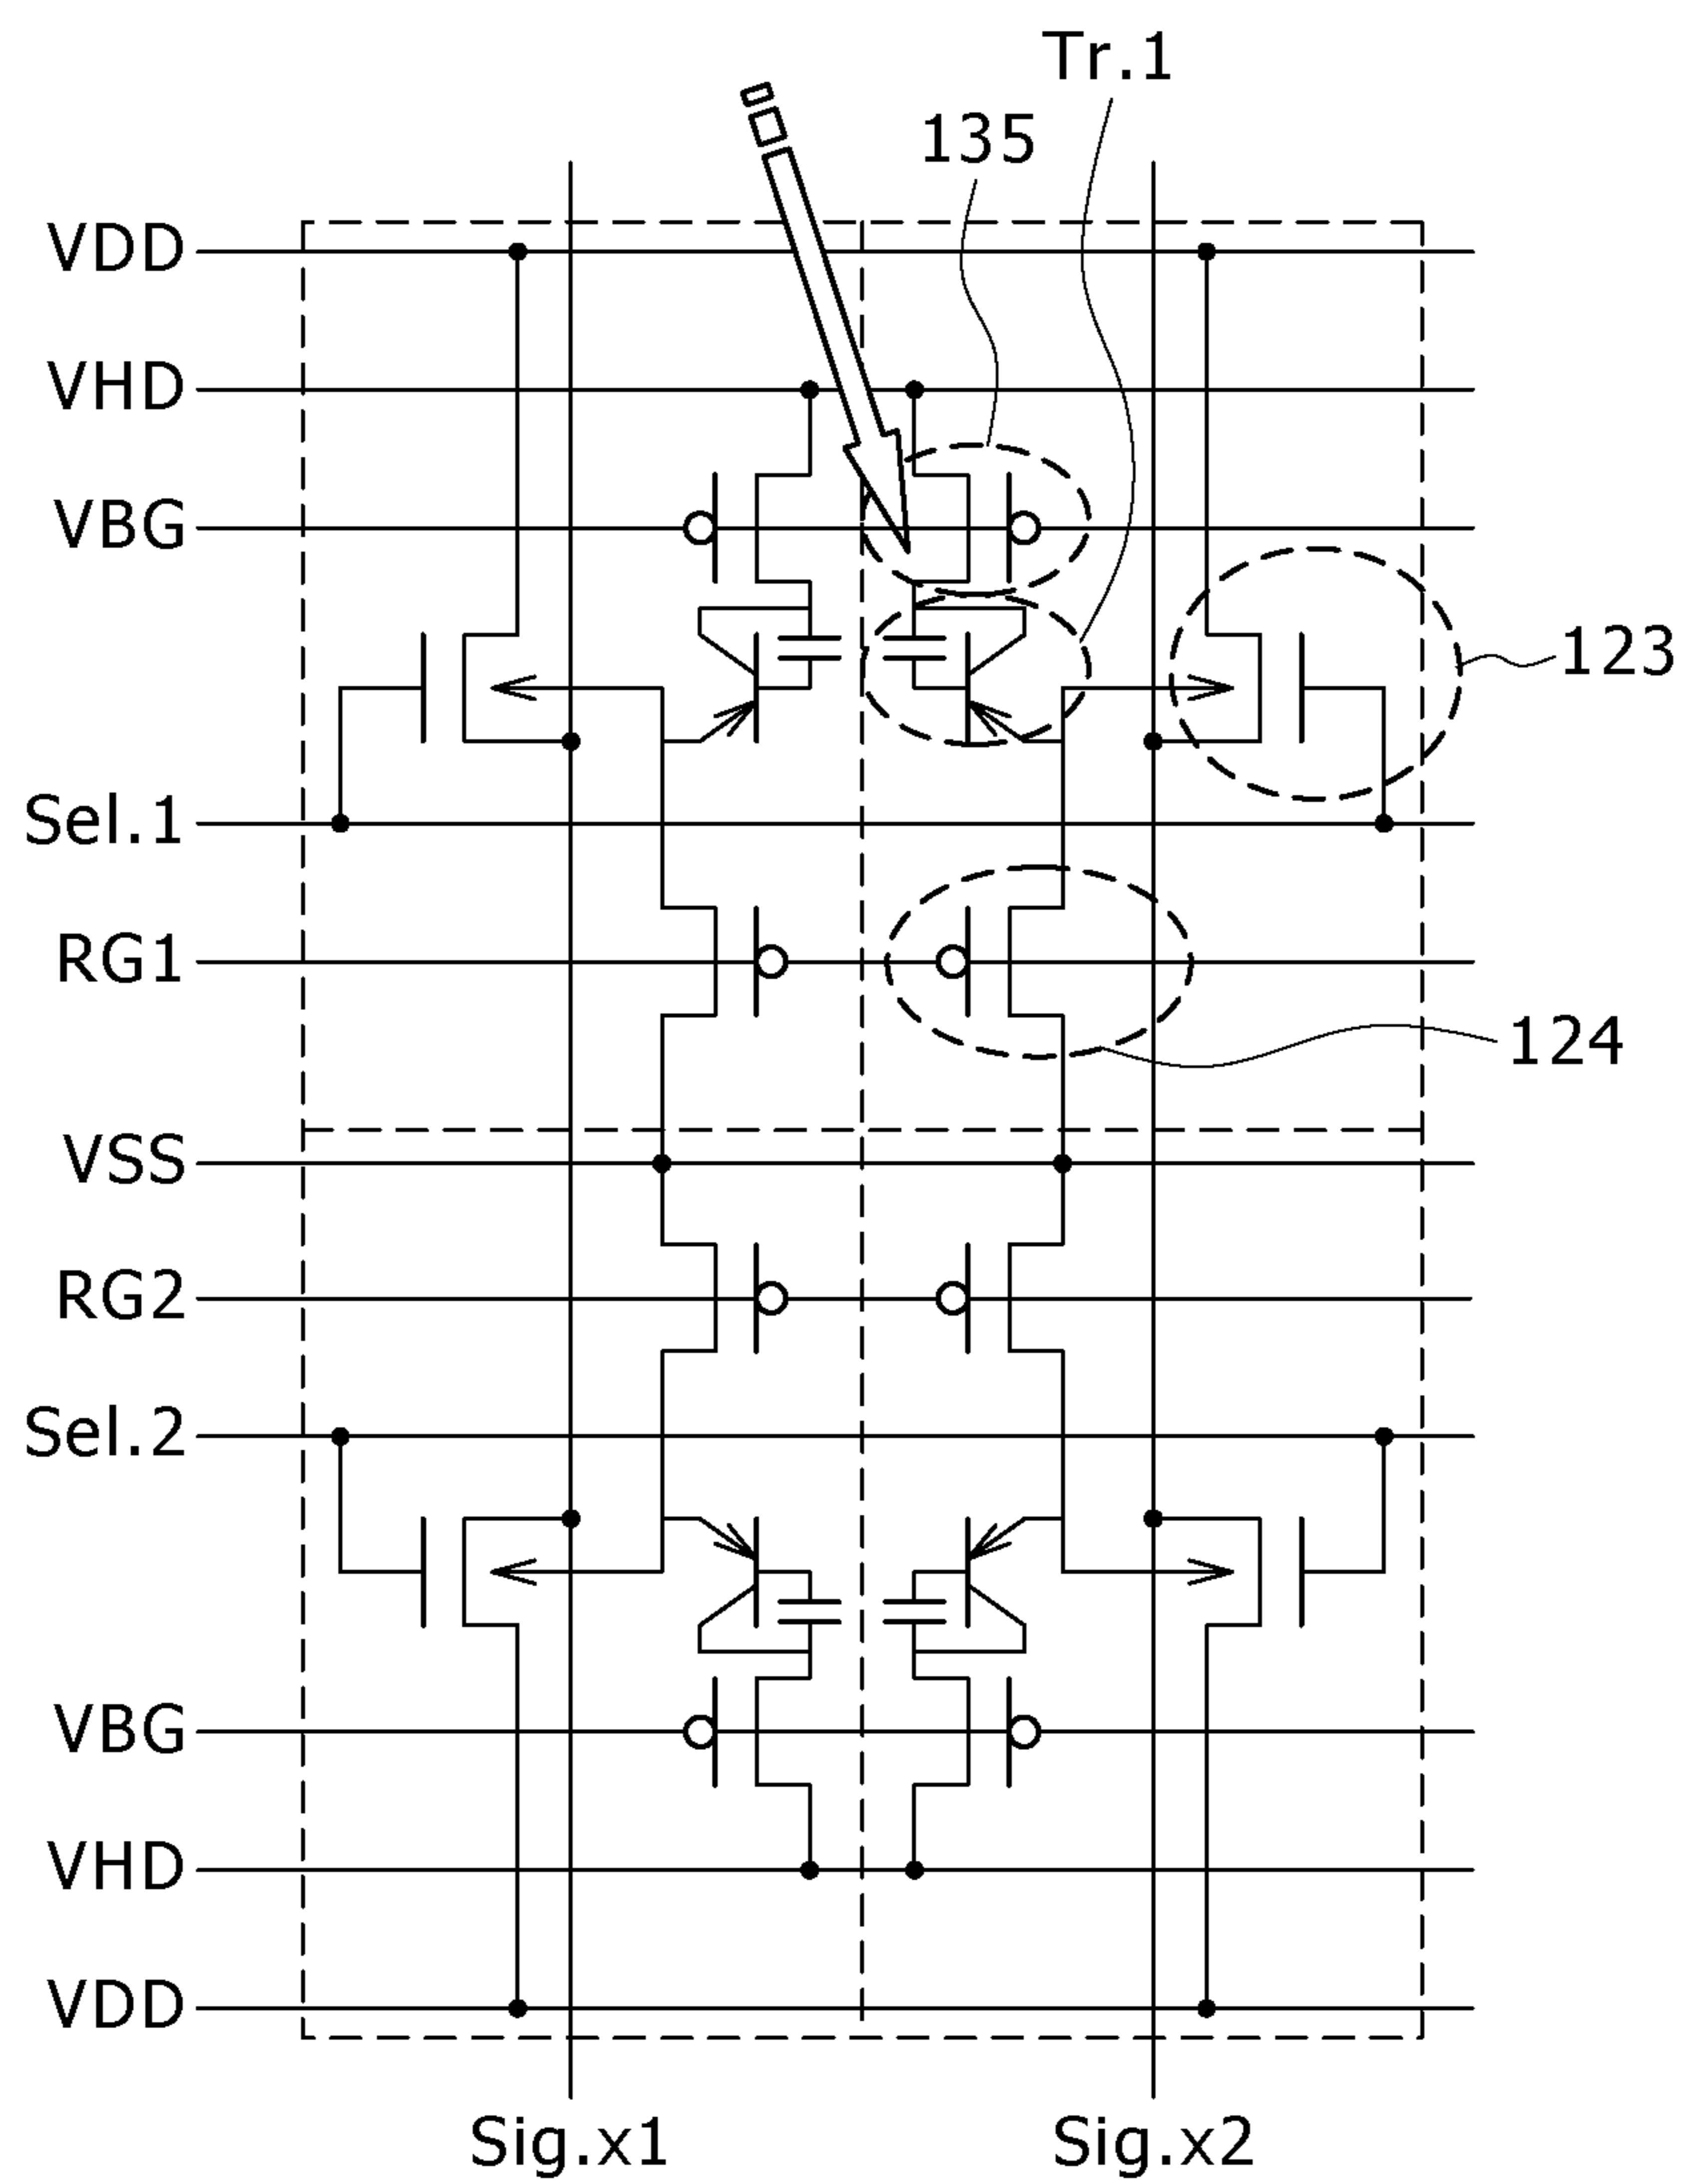 Tr.1
135
VDD
VHD
VBG
123
Sel.1
RG1
124
VSS
RG2
Sel.2
VBG
VHD
VDD
Sig.x1
Sig.x2